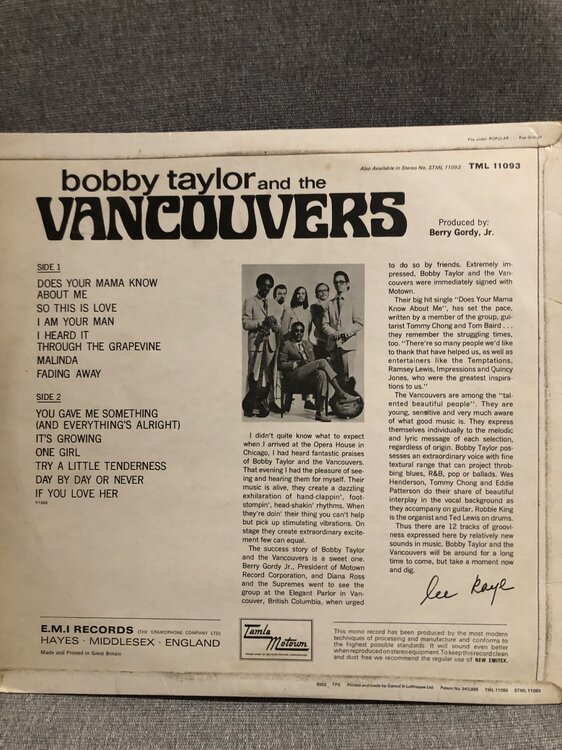 File under POPULAR : Pop Groups
Also Available in Stereo No. STML 11093 TML 11093
bobby taylor and the
VANCOUVERS
Produced by:
Berry Gordy, Jr.
SIDE 1
DOES YOUR MAMA KNOW
ABOUT ME
SO THIS IS LOVE
I AM YOUR MAN
I HEARD IT
THROUGH THE GRAPEVINE
MALINDA
FADING AWAY
SIDE 2
YOU GAVE ME SOMETHING
(AND EVERYTHING'S ALRIGHT)
IT'S GROWING
ONE GIRL
TRY A LITTLE TENDERNESS
DAY BY DAY OR NEVER
IF YOU LOVE HER
I didn't quite know what to expect
when I arrived at the Opera House in
Chicago, I had heard fantastic praises
of Bobby Taylor and the Vancouvers.
That evening I had the pleasure of see-
ing and hearing them for myself. Their
music is alive, they create a dazzling
exhilaration of hand-clappin', foot-
stompin', head-shakin' rhythms. When
they're doin' their thing you can't help
but pick up stimulating vibrations. On
stage they create extraordinary excite-
ment few can equal.
The success story of Bobby Taylor
and the Vancouvers is a sweet one.
Berry Gordy Jr., President of Motown
Record Corporation, and Diana Ross
and the Supremes went to see the
group at the Elegant Parlor in Van-
couver, British Columbia, when urged
to do so by friends. Extremely im-
pressed, Bobby Taylor and the Van-
couvers were immediately signed with
Motown.
Their big hit single "Does Your Mama
Know About Me", has set the pace,
written by a member of the group, gui-
tarist Tommy Chong and Tom Baird . . .
they remember the struggling times,
too. "There're so many people we'd like
to thank that have helped us, as well as
entertainers like the Temptations,
Ramsey Lewis, Impressions and Quincy
Jones, who were the greatest inspira-
tions to us."
The Vancouvers are among the "tal-
ented beautiful people". They are
young, sensitive and very much aware
of what good music is. They express
themselves individually to the melodic
and lyric message of each selection,
regardless of origin. Bobby Taylor pos-
sesses an extraordinary voice with fine
textural range that can project throb-
bing blues, R&B, pop or ballads. Wes
Henderson, Tommy Chong and Eddie
Patterson do their share of beautiful
interplay in the vocal background as
they accompany on guitar. Robbie King
is the organist and Ted Lewis on drums.
Thus there are 12 tracks of groovi-
ness expressed here by relatively new
sounds in music. Bobby Taylor and the
Vancouvers will be around for a long
time to come, but take a moment now
and dig,
lee Kaye
E.M.I RECORDS (THE GRAMOPHONE COMPANY LTD)
HAYES · MIDDLESEX · ENGLAND
Made and Printed in Great Britain
Tamla
Motown
TRADE MARK OF MOTOWN RECORD CORPORATION
This mono record has been produced by the most modern
techniques of processing and manufacture and conforms to
the highest possible standards. It will sound even better
when reproduced on stereo equipment. To keep this record clean
and dust free we recommend the regular use of NEW EMITEX.
6902 TPS Printed and made by Garrod & Lofthouse Ltd. Patent No. 943,895 TML 11093 STML 11093